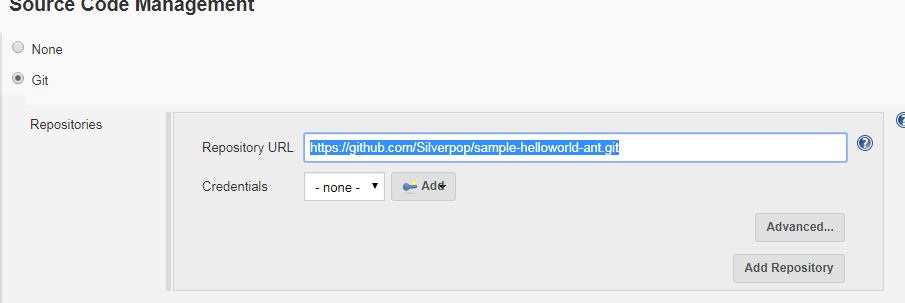 Source Code Management
None
Git
Repositories
Repository URL https://github.com/Silverpop/sample-helloworld-ant.git
Credentials - none - Add
Advanced...
Add Repository